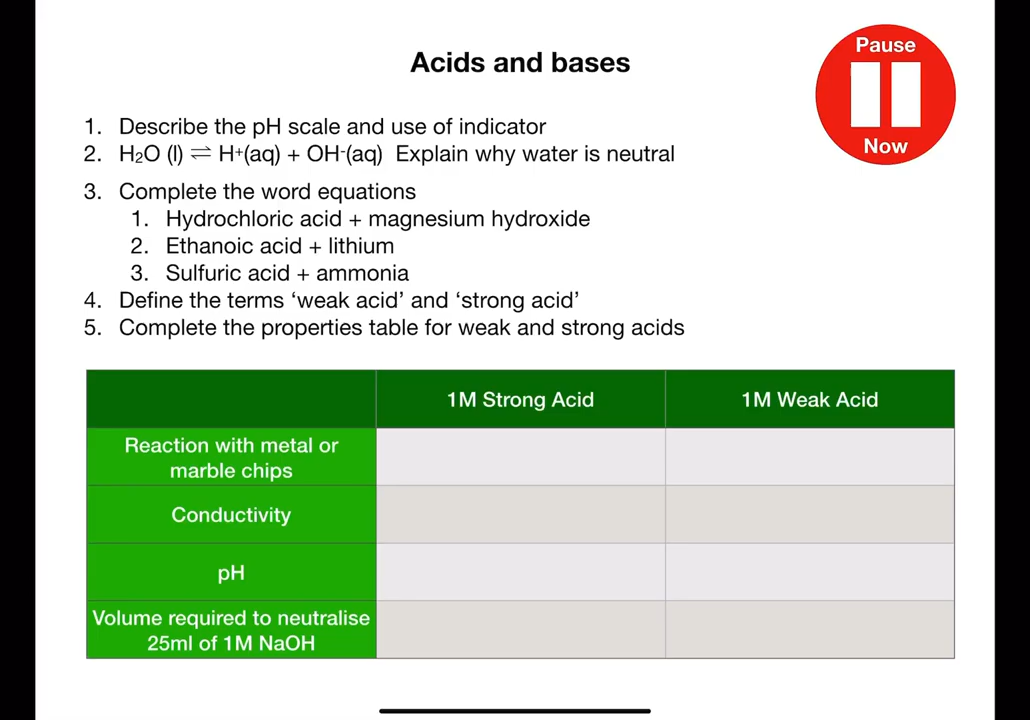 Acids and bases
Pause
Now
1. Describe the pH scale and use of indicator
2. H₂O (l) ⇌ H⁺(aq) + OH⁻(aq) Explain why water is neutral
3. Complete the word equations
1. Hydrochloric acid + magnesium hydroxide
2. Ethanoic acid + lithium
3. Sulfuric acid + ammonia
4. Define the terms ‘weak acid’ and ‘strong acid’
5. Complete the properties table for weak and strong acids
1M Strong Acid
1M Weak Acid
Reaction with metal or
marble chips
Conductivity
pH
Volume required to neutralise
25ml of 1M NaOH